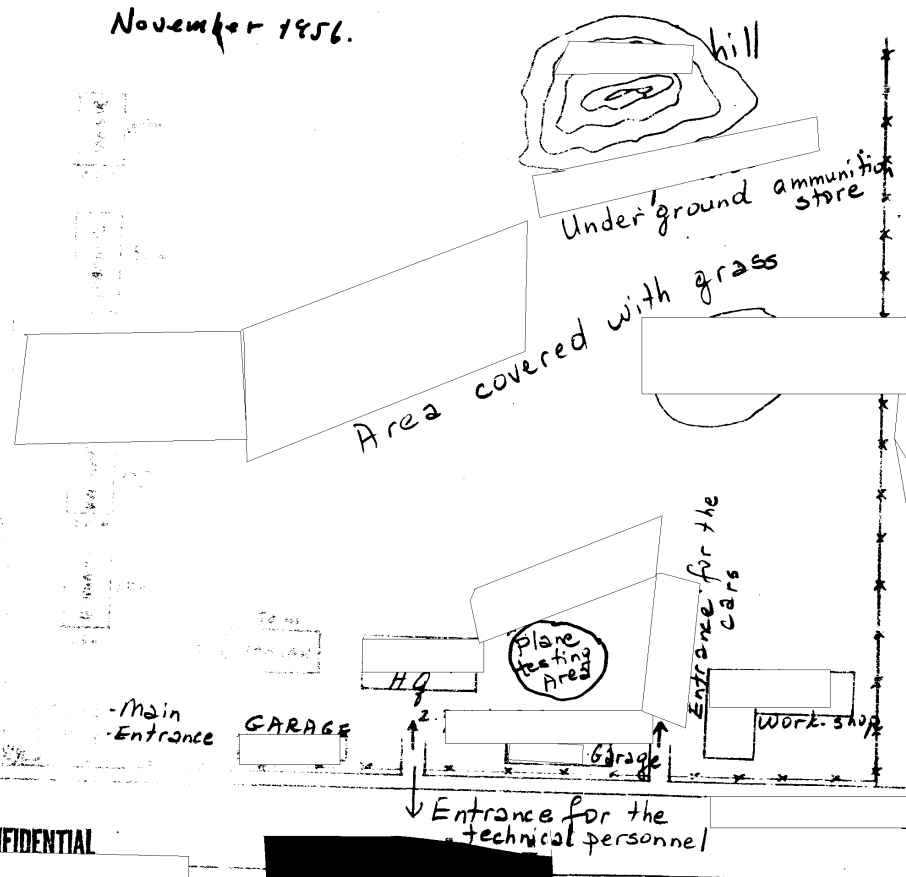 November 1956.
hill
Underground ammunition
store
Area covered with grass
Entrance for the
cars
Plane
testing
Area
HQ
2.
-Main
-Entrance
GARAGE
Work-shop
Garage
Entrance for the
technical personnel
FIDENTIAL